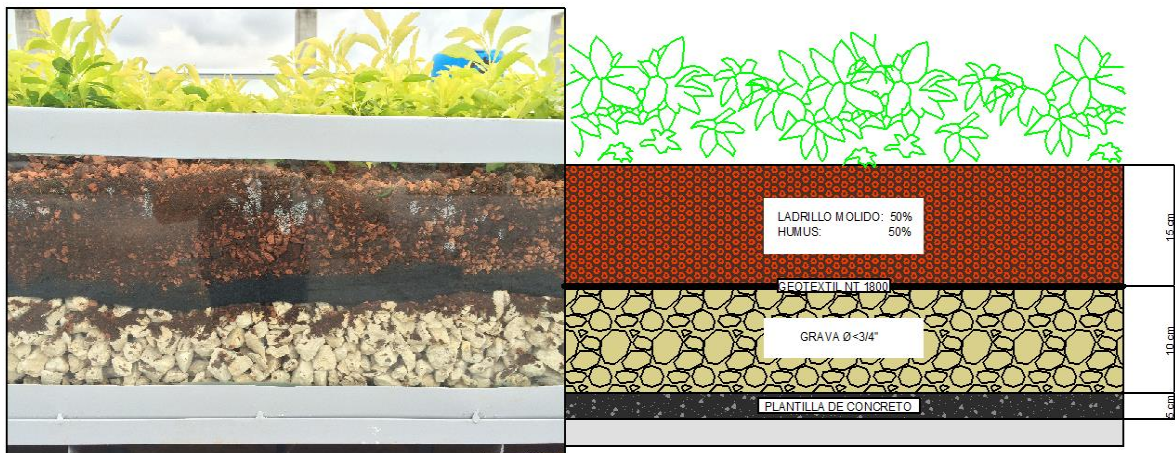 LADRILLO MOLIDO: 50%
HUMUS: 50%
15 cm
GEOTEXTIL NT 1800
GRAVA Ø<3/4"
10 cm
PLANTILLA DE CONCRETO
5 cm